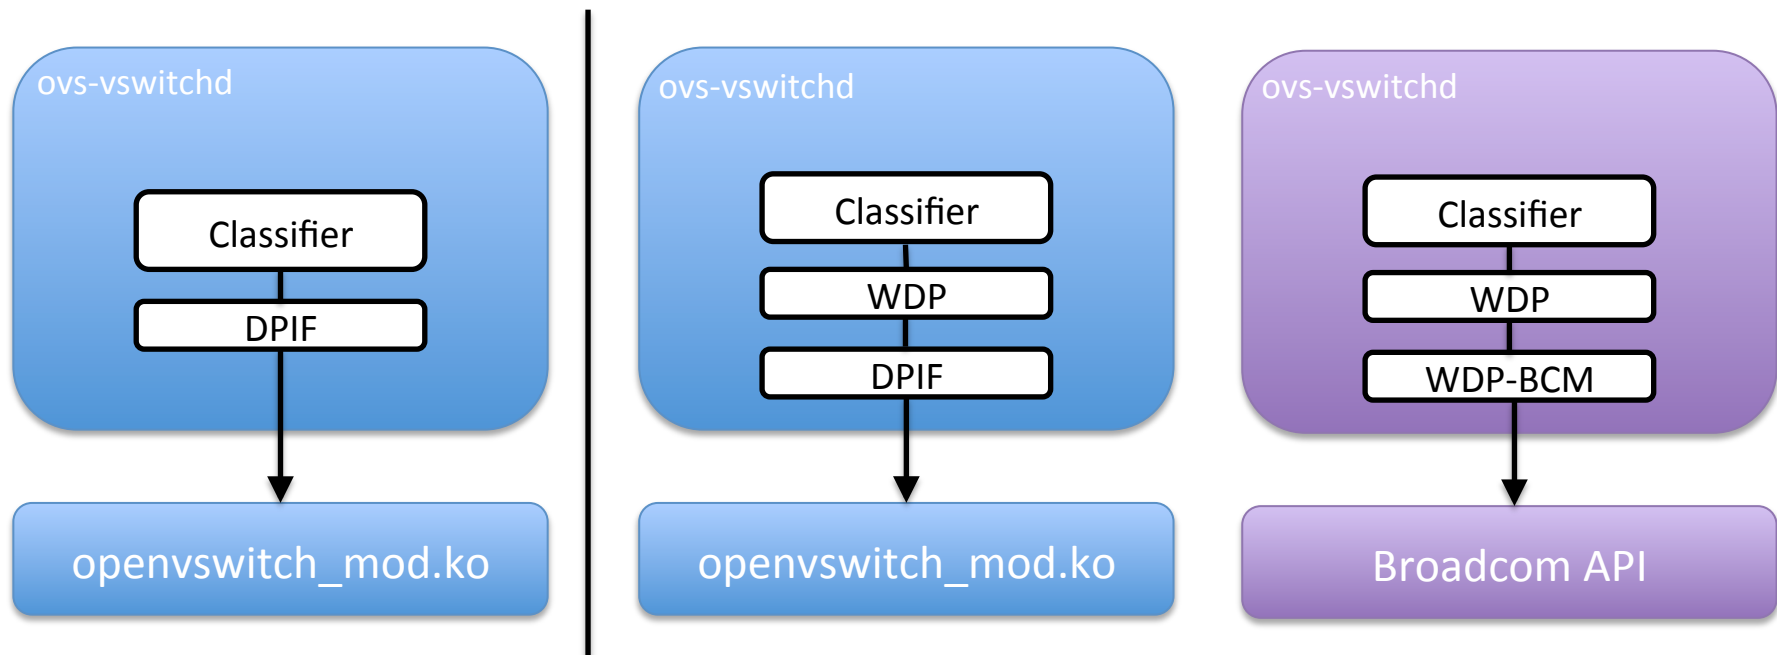 ovs-vswitchd
Classifier
DPIF
openvswitch_mod.ko
ovs-vswitchd
Classifier
WDP
DPIF
openvswitch_mod.ko
ovs-vswitchd
Classifier
WDP
WDP-BCM
Broadcom API